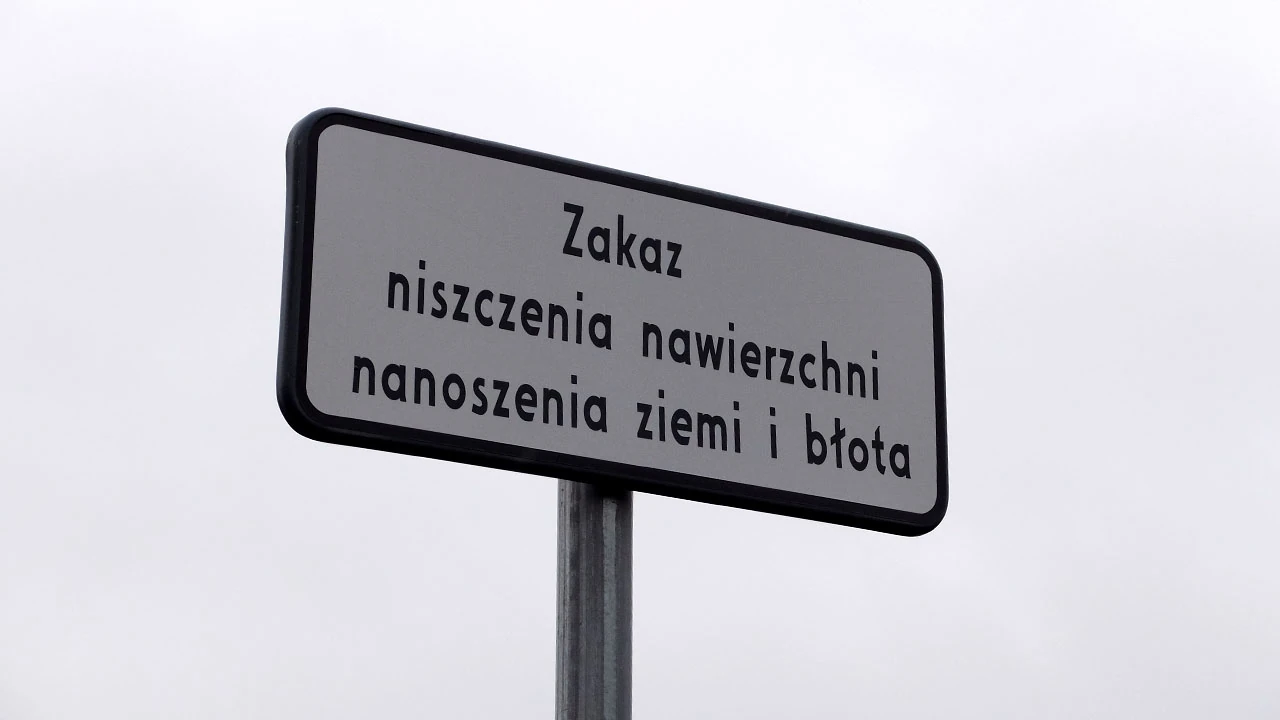 Zakaz
niszczenia nawierzchni
nanoszenia ziemi i błota